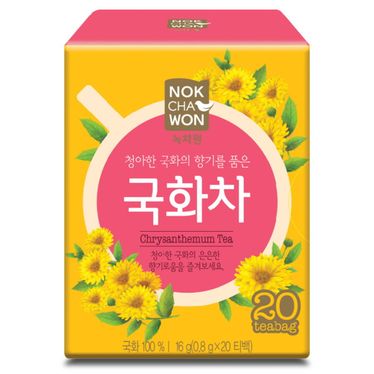 NOK
CHA
WON
녹차원
청아한 국화의 향기를 품은
국화차
Chrysanthemum Tea
청아한 국화의 은은한
향기로움을 즐겨보세요.
20
teabag
국화 100% | 16g(0.8g×20 티백)